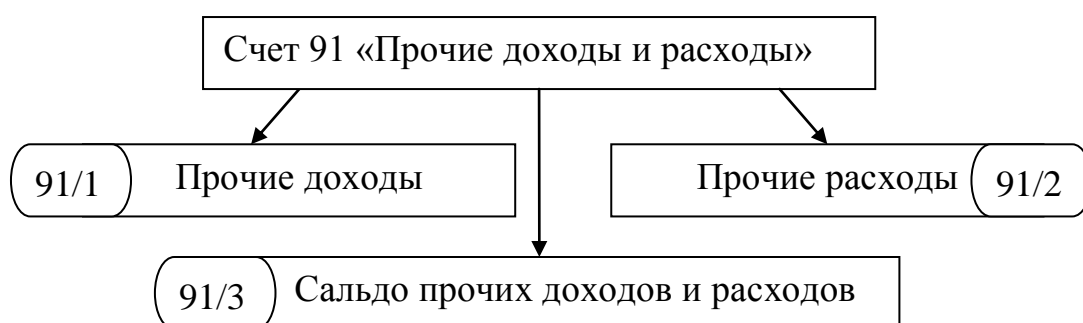 Счет 91 «Прочие доходы и расходы»
91/1 Прочие доходы
Прочие расходы 91/2
91/3 Сальдо прочих доходов и расходов